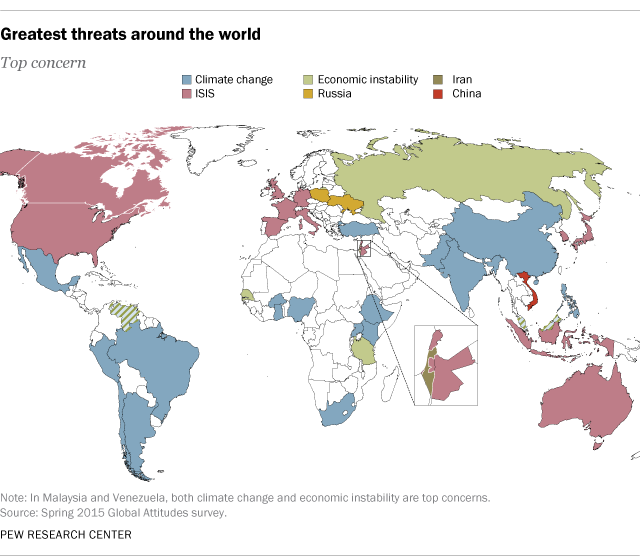 Greatest threats around the world
Top concern
Climate change
Economic instability
Iran
ISIS
Russia
China
Note: In Malaysia and Venezuela, both climate change and economic instability are top concerns.
Source: Spring 2015 Global Attitudes survey.
PEW RESEARCH CENTER